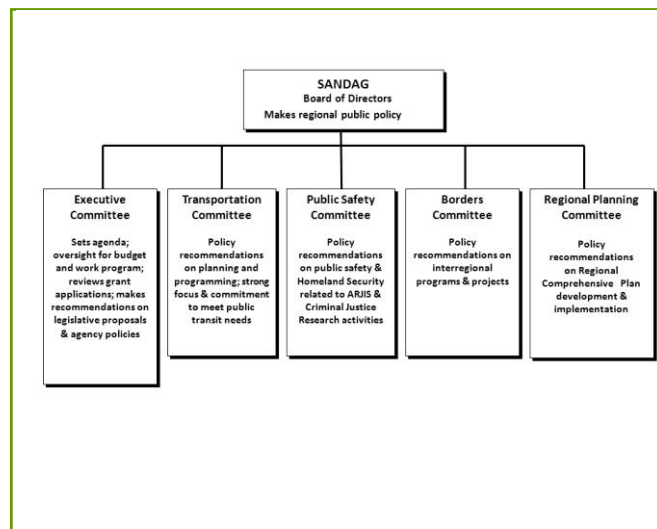 SANDAG
Board of Directors
Makes regional public policy
Executive
Committee
Sets agenda;
oversight for budget
and work program;
reviews grant
applications; makes
recommendations on
legislative proposals
& agency policies
Transportation
Committee
Policy
recommendations
on planning and
programming; strong
focus & commitment
to meet public
transit needs
Public Safety
Committee
Policy
recommendations
on public safety &
Homeland Security
related to ARJIS &
Criminal Justice
Research activities
Borders
Committee
Policy
recommendations on
interregional
programs & projects
Regional Planning
Committee
Policy
recommendations
on Regional
Comprehensive Plan
development &
implementation